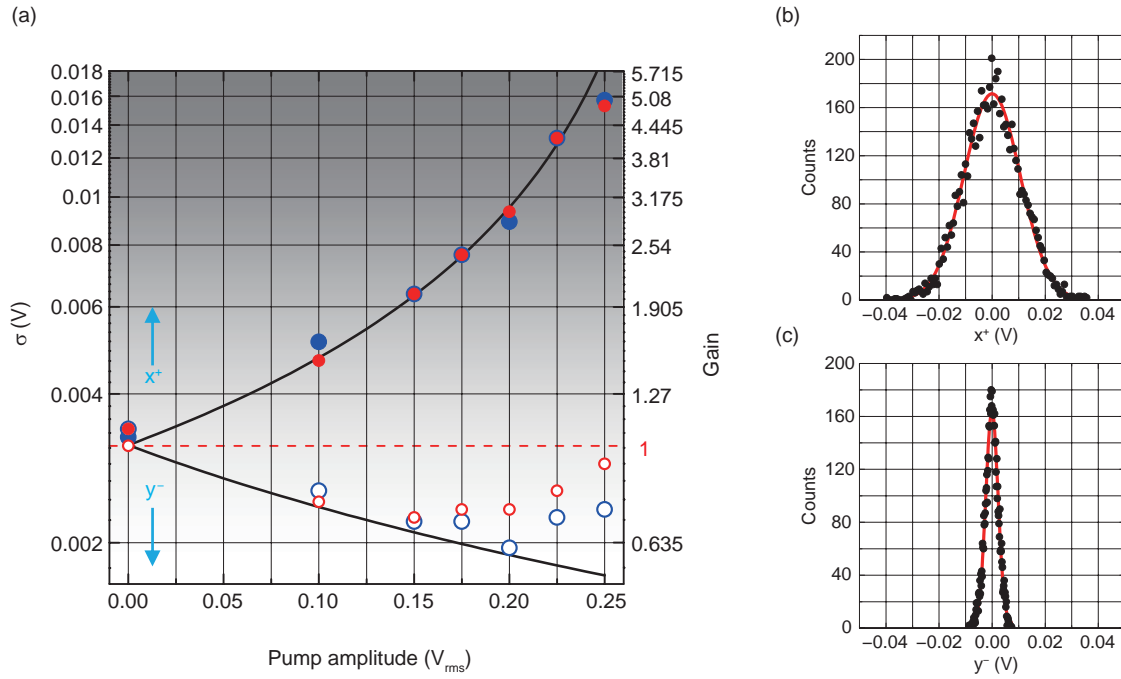 (a)
0.018
0.016
0.014
0.012
0.01
0.008
0.006
0.004
0.002
σ (V)
x⁺
y⁻
5.715
5.08
4.445
3.81
3.175
2.54
1.905
1.27
1
0.635
Gain
0.00 0.05 0.10 0.15 0.20 0.25
Pump amplitude (Vrms)
(b)
200
160
120
80
40
0
Counts
−0.04 −0.02 0.00 0.02 0.04
x⁺ (V)
(c)
200
160
120
80
40
0
Counts
−0.04 −0.02 0.00 0.02 0.04
y⁻ (V)